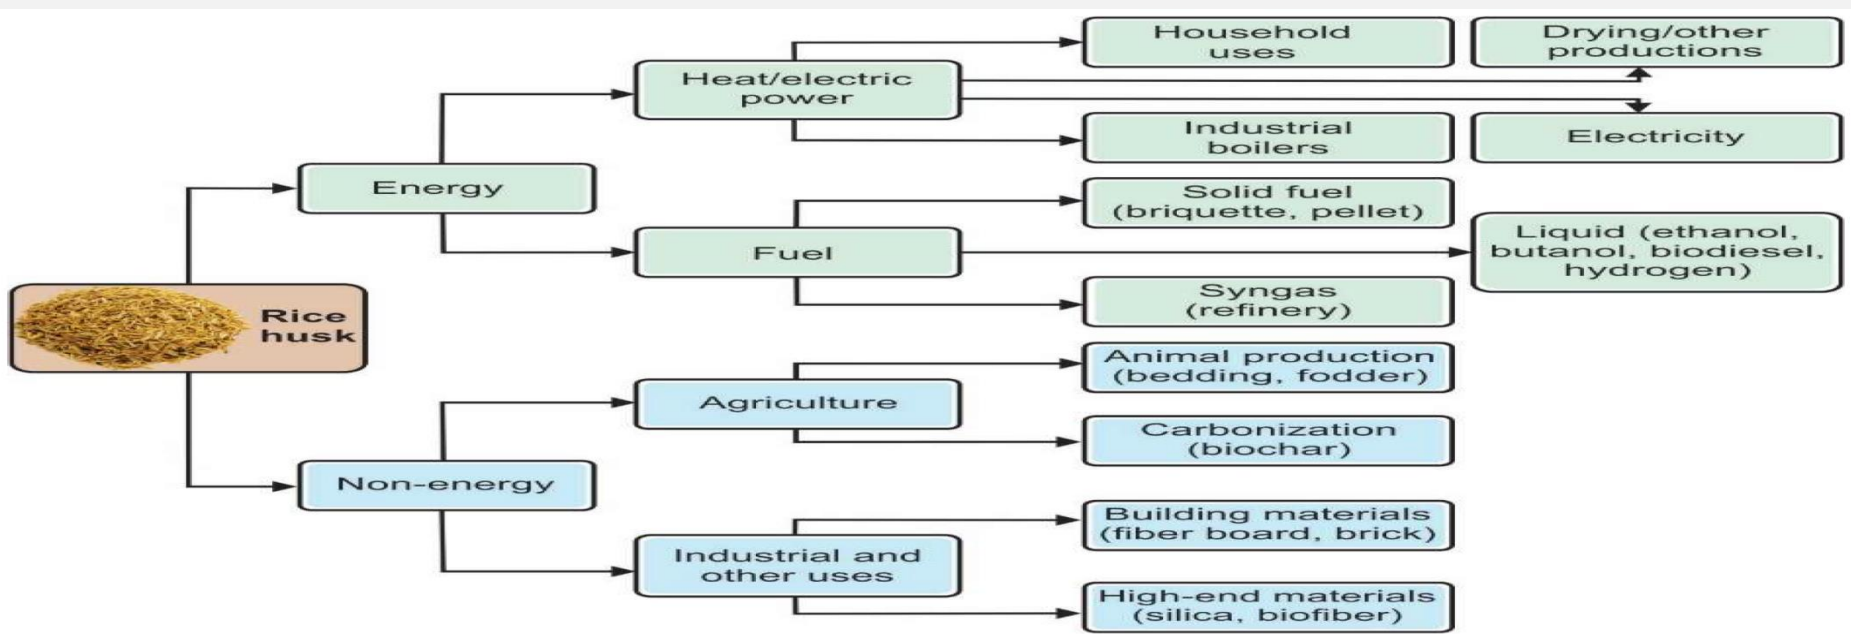 Household
uses
Drying/other
productions
Heat/electric
power
Industrial
boilers
Electricity
Energy
Solid fuel
(briquette, pellet)
Fuel
Liquid (ethanol,
butanol, biodiesel,
hydrogen)
Syngas
(refinery)
Rice
husk
Animal production
(bedding, fodder)
Agriculture
Carbonization
(biochar)
Non-energy
Building materials
(fiber board, brick)
Industrial and
other uses
High-end materials
(silica, biofiber)